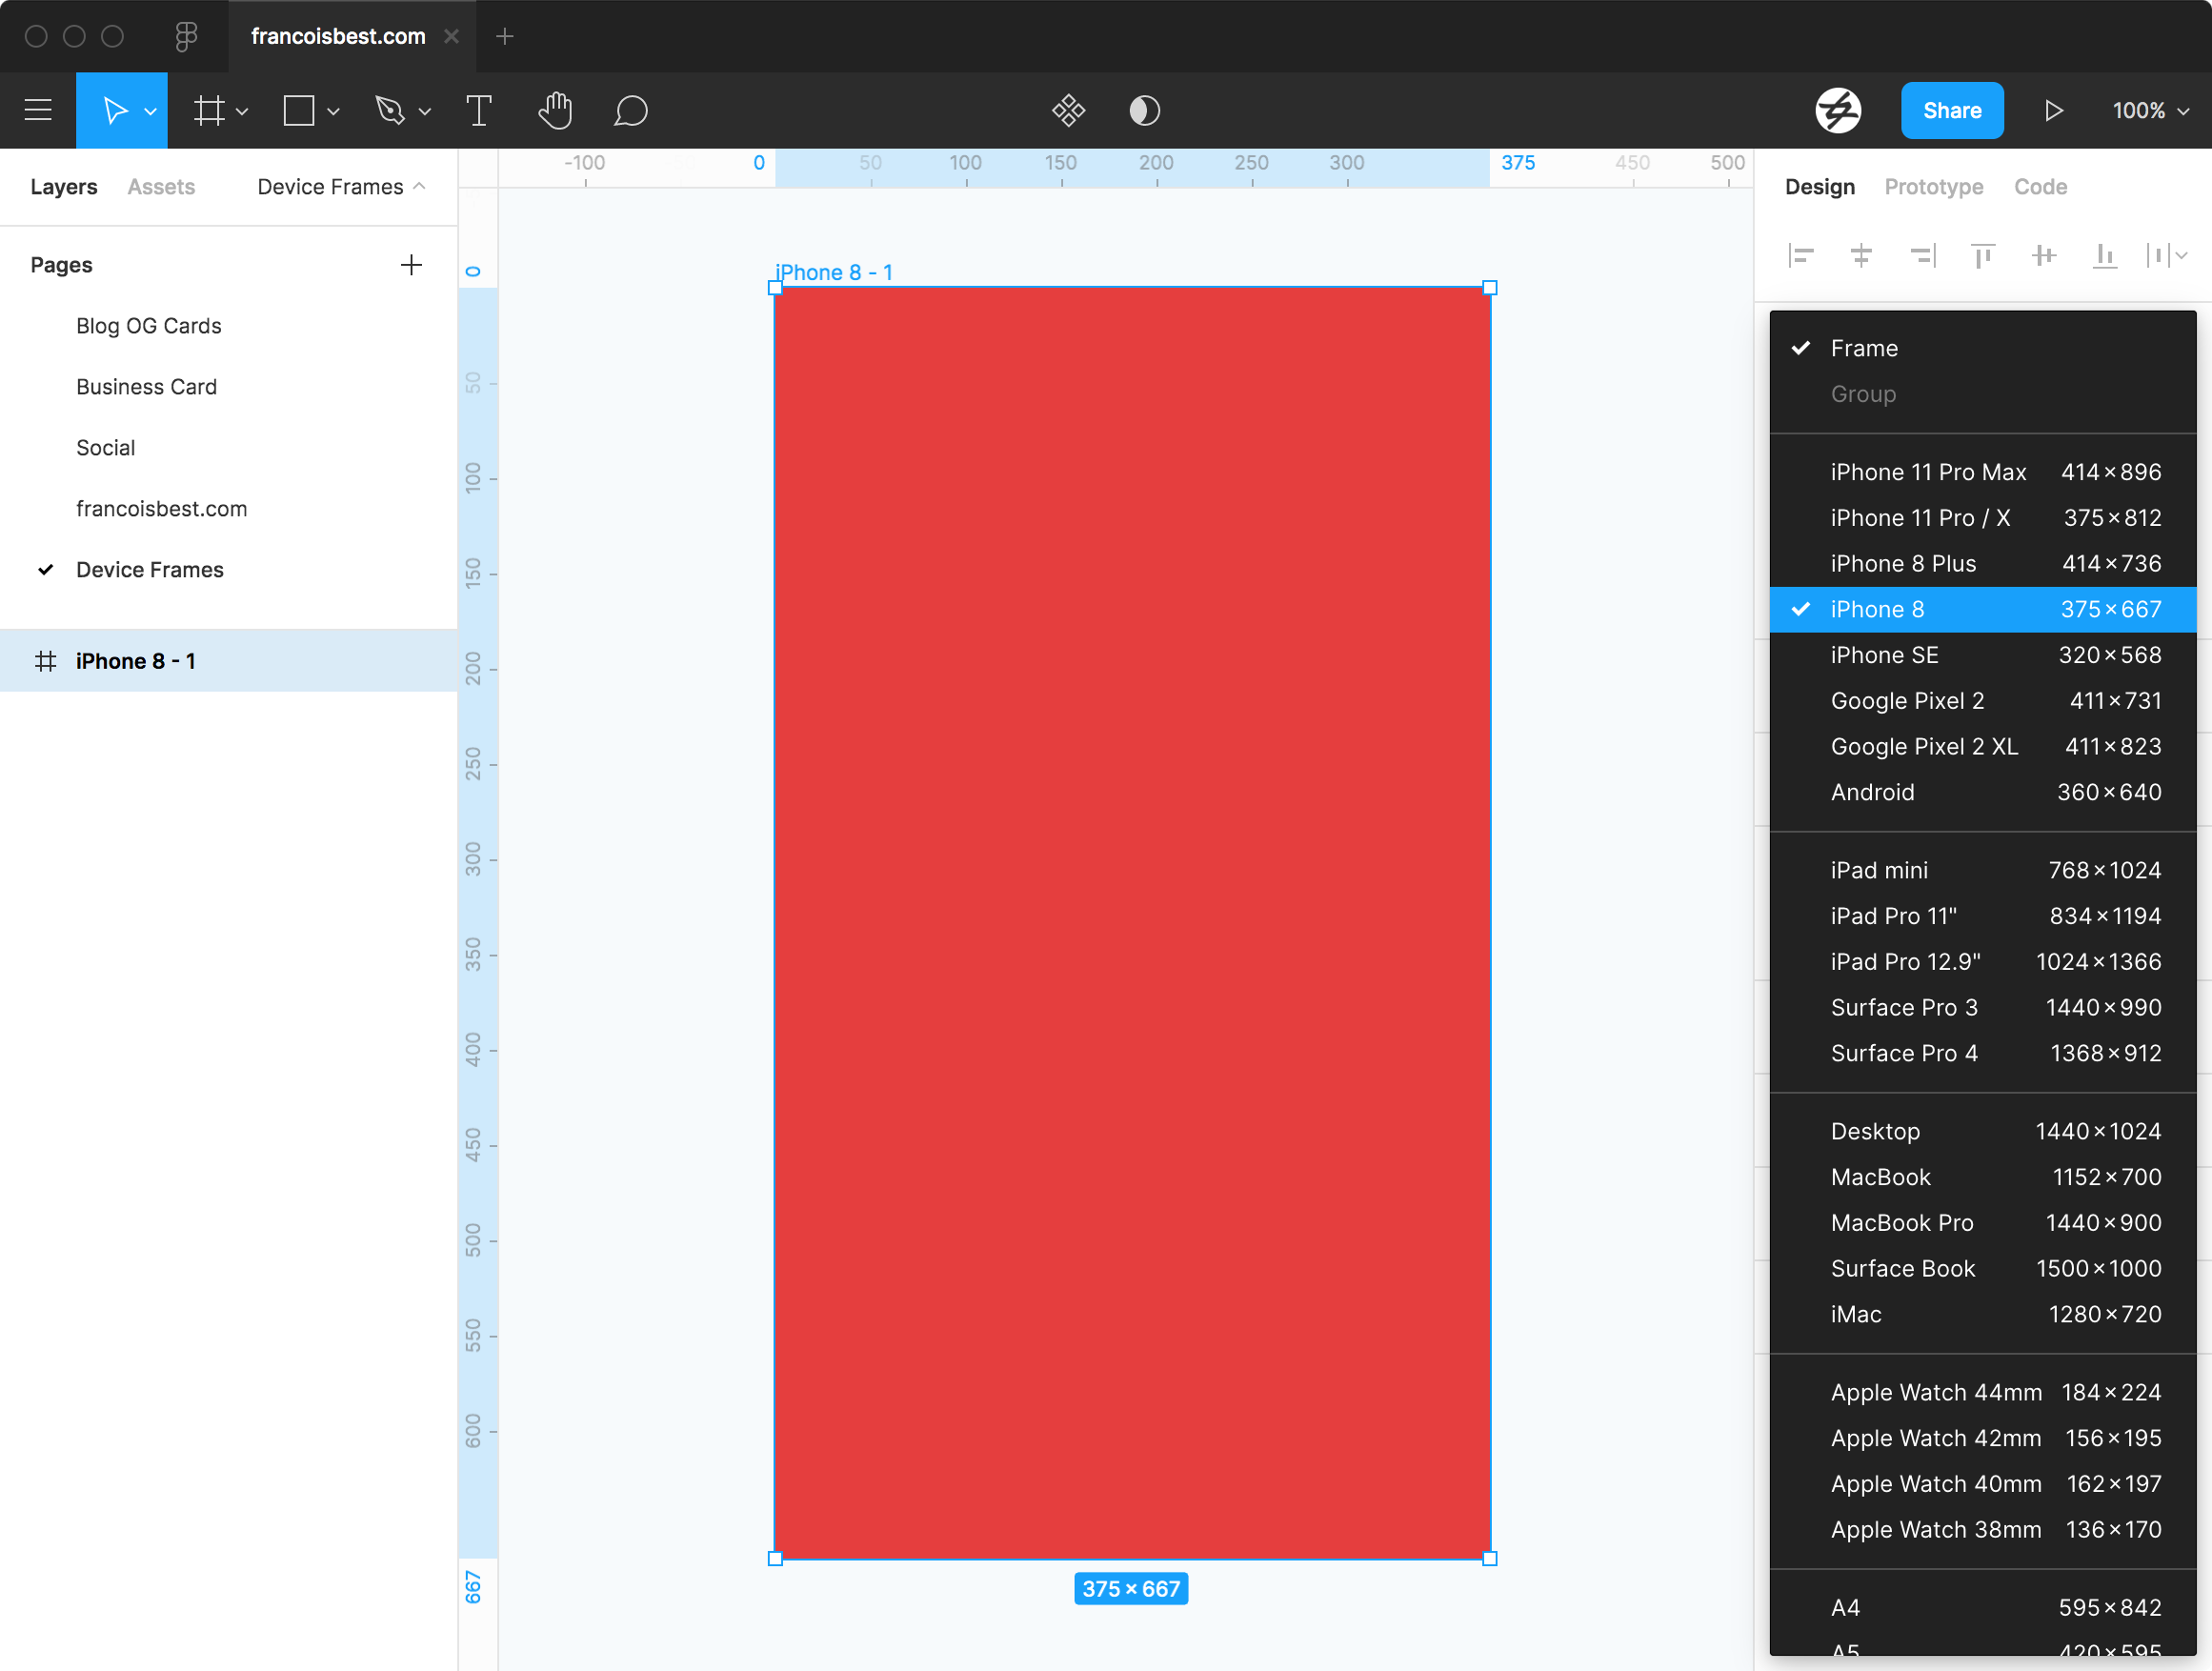 francoisbest.com
Share
100%
Layers Assets Device Frames
-100 0 50 100 150 200 250 300 375 450 500
Design Prototype Code
Pages
Blog OG Cards
Business Card
Social
francoisbest.com
Device Frames
iPhone 8 - 1
0
50
100
150
200
250
300
350
400
450
500
550
600
667
iPhone 8 - 1
375×667
Frame
Group
iPhone 11 Pro Max 414×896
iPhone 11 Pro / X 375×812
iPhone 8 Plus 414×736
iPhone 8 375×667
iPhone SE 320×568
Google Pixel 2 411×731
Google Pixel 2 XL 411×823
Android 360×640
iPad mini 768×1024
iPad Pro 11" 834×1194
iPad Pro 12.9" 1024×1366
Surface Pro 3 1440×990
Surface Pro 4 1368×912
Desktop 1440×1024
MacBook 1152×700
MacBook Pro 1440×900
Surface Book 1500×1000
iMac 1280×720
Apple Watch 44mm 184×224
Apple Watch 42mm 156×195
Apple Watch 40mm 162×197
Apple Watch 38mm 136×170
A4 595×842
A5 420×595